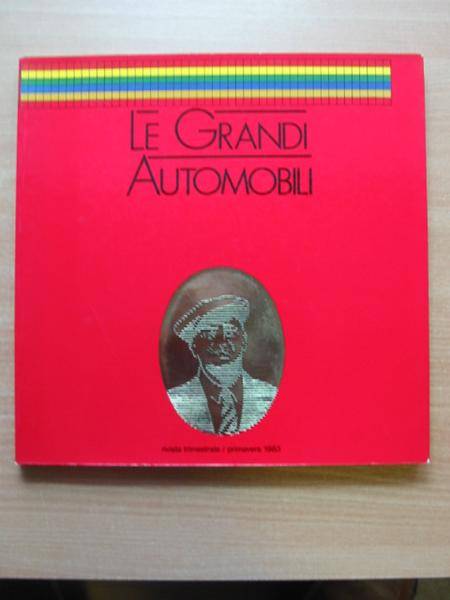 LE GRANDI
AUTOMOBILI
rivista trimestrale / primavera 1983